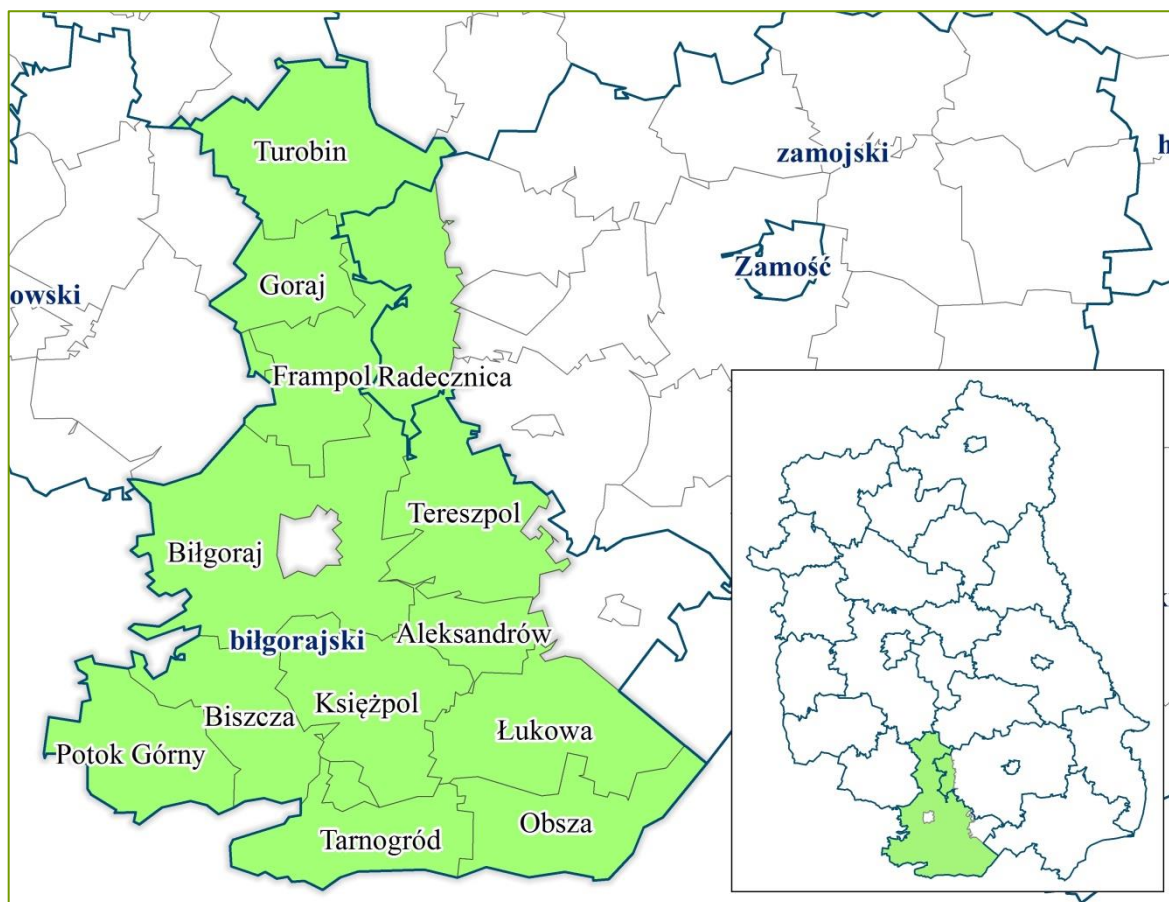 Turobin
zamojski
h
Zamość
Goraj
owski
Frampol
Radecznica
Tereszpol
Biłgoraj
biłgorajski
Aleksandrów
Księżpol
Biszcza
Łukowa
Potok Górny
Obsza
Tarnogród